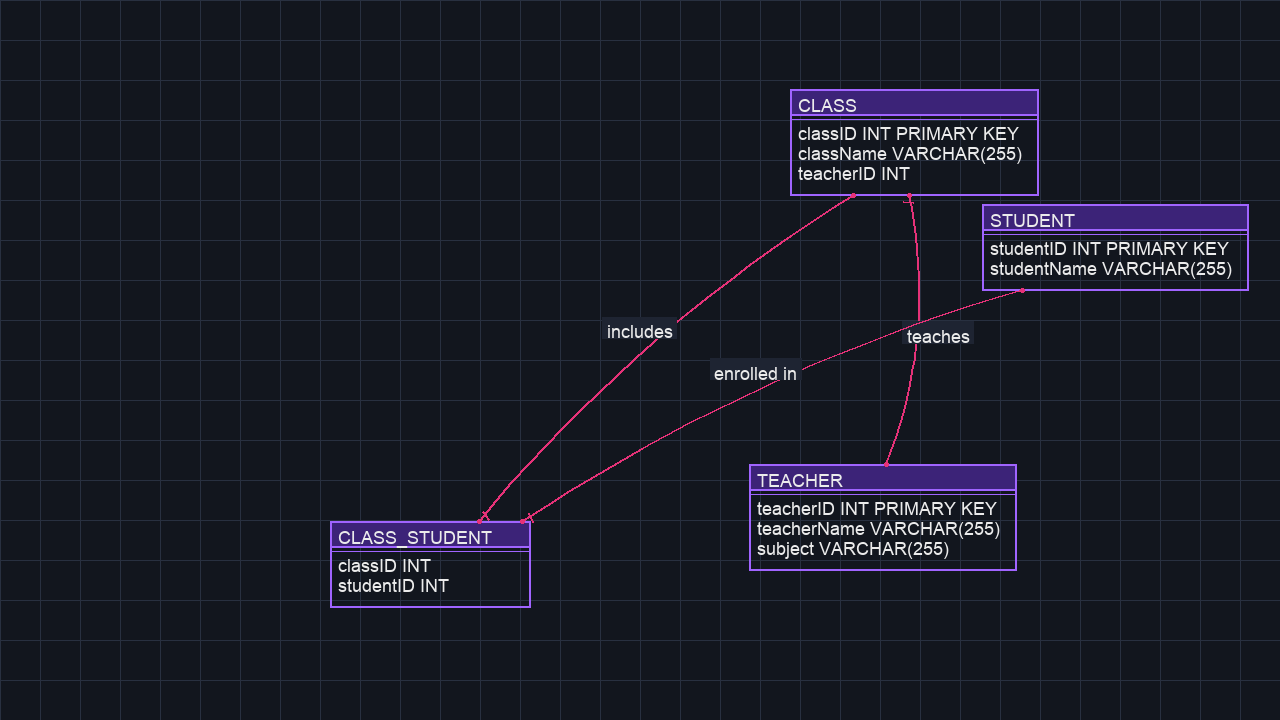 CLASS
classID INT PRIMARY KEY
className VARCHAR(255)
teacherID INT
STUDENT
studentID INT PRIMARY KEY
studentName VARCHAR(255)
includes
teaches
enrolled in
TEACHER
teacherID INT PRIMARY KEY
teacherName VARCHAR(255)
subject VARCHAR(255)
CLASS_STUDENT
classID INT
studentID INT